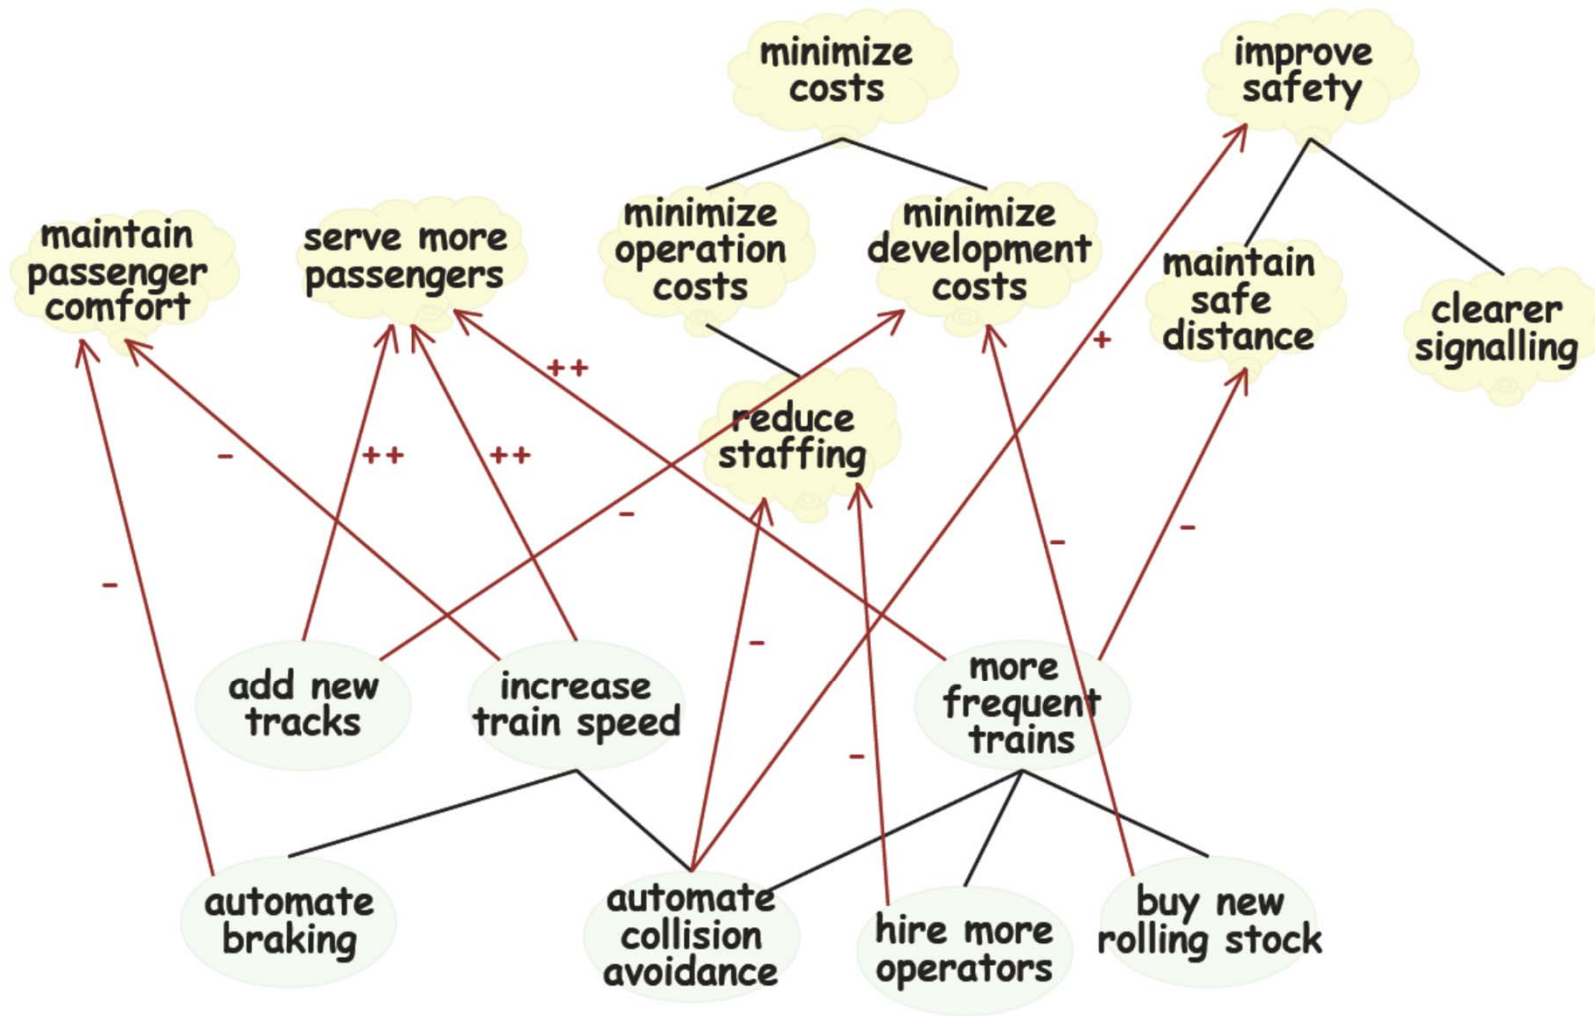 minimize
costs
improve
safety
maintain
passenger
comfort
serve more
passengers
minimize
operation
costs
minimize
development
costs
maintain
safe
distance
clearer
signalling
+
++
reduce
staffing
-
++
++
-
-
-
-
-
-
add new
tracks
increase
train speed
more
frequent
trains
automate
braking
automate
collision
avoidance
hire more
operators
buy new
rolling stock